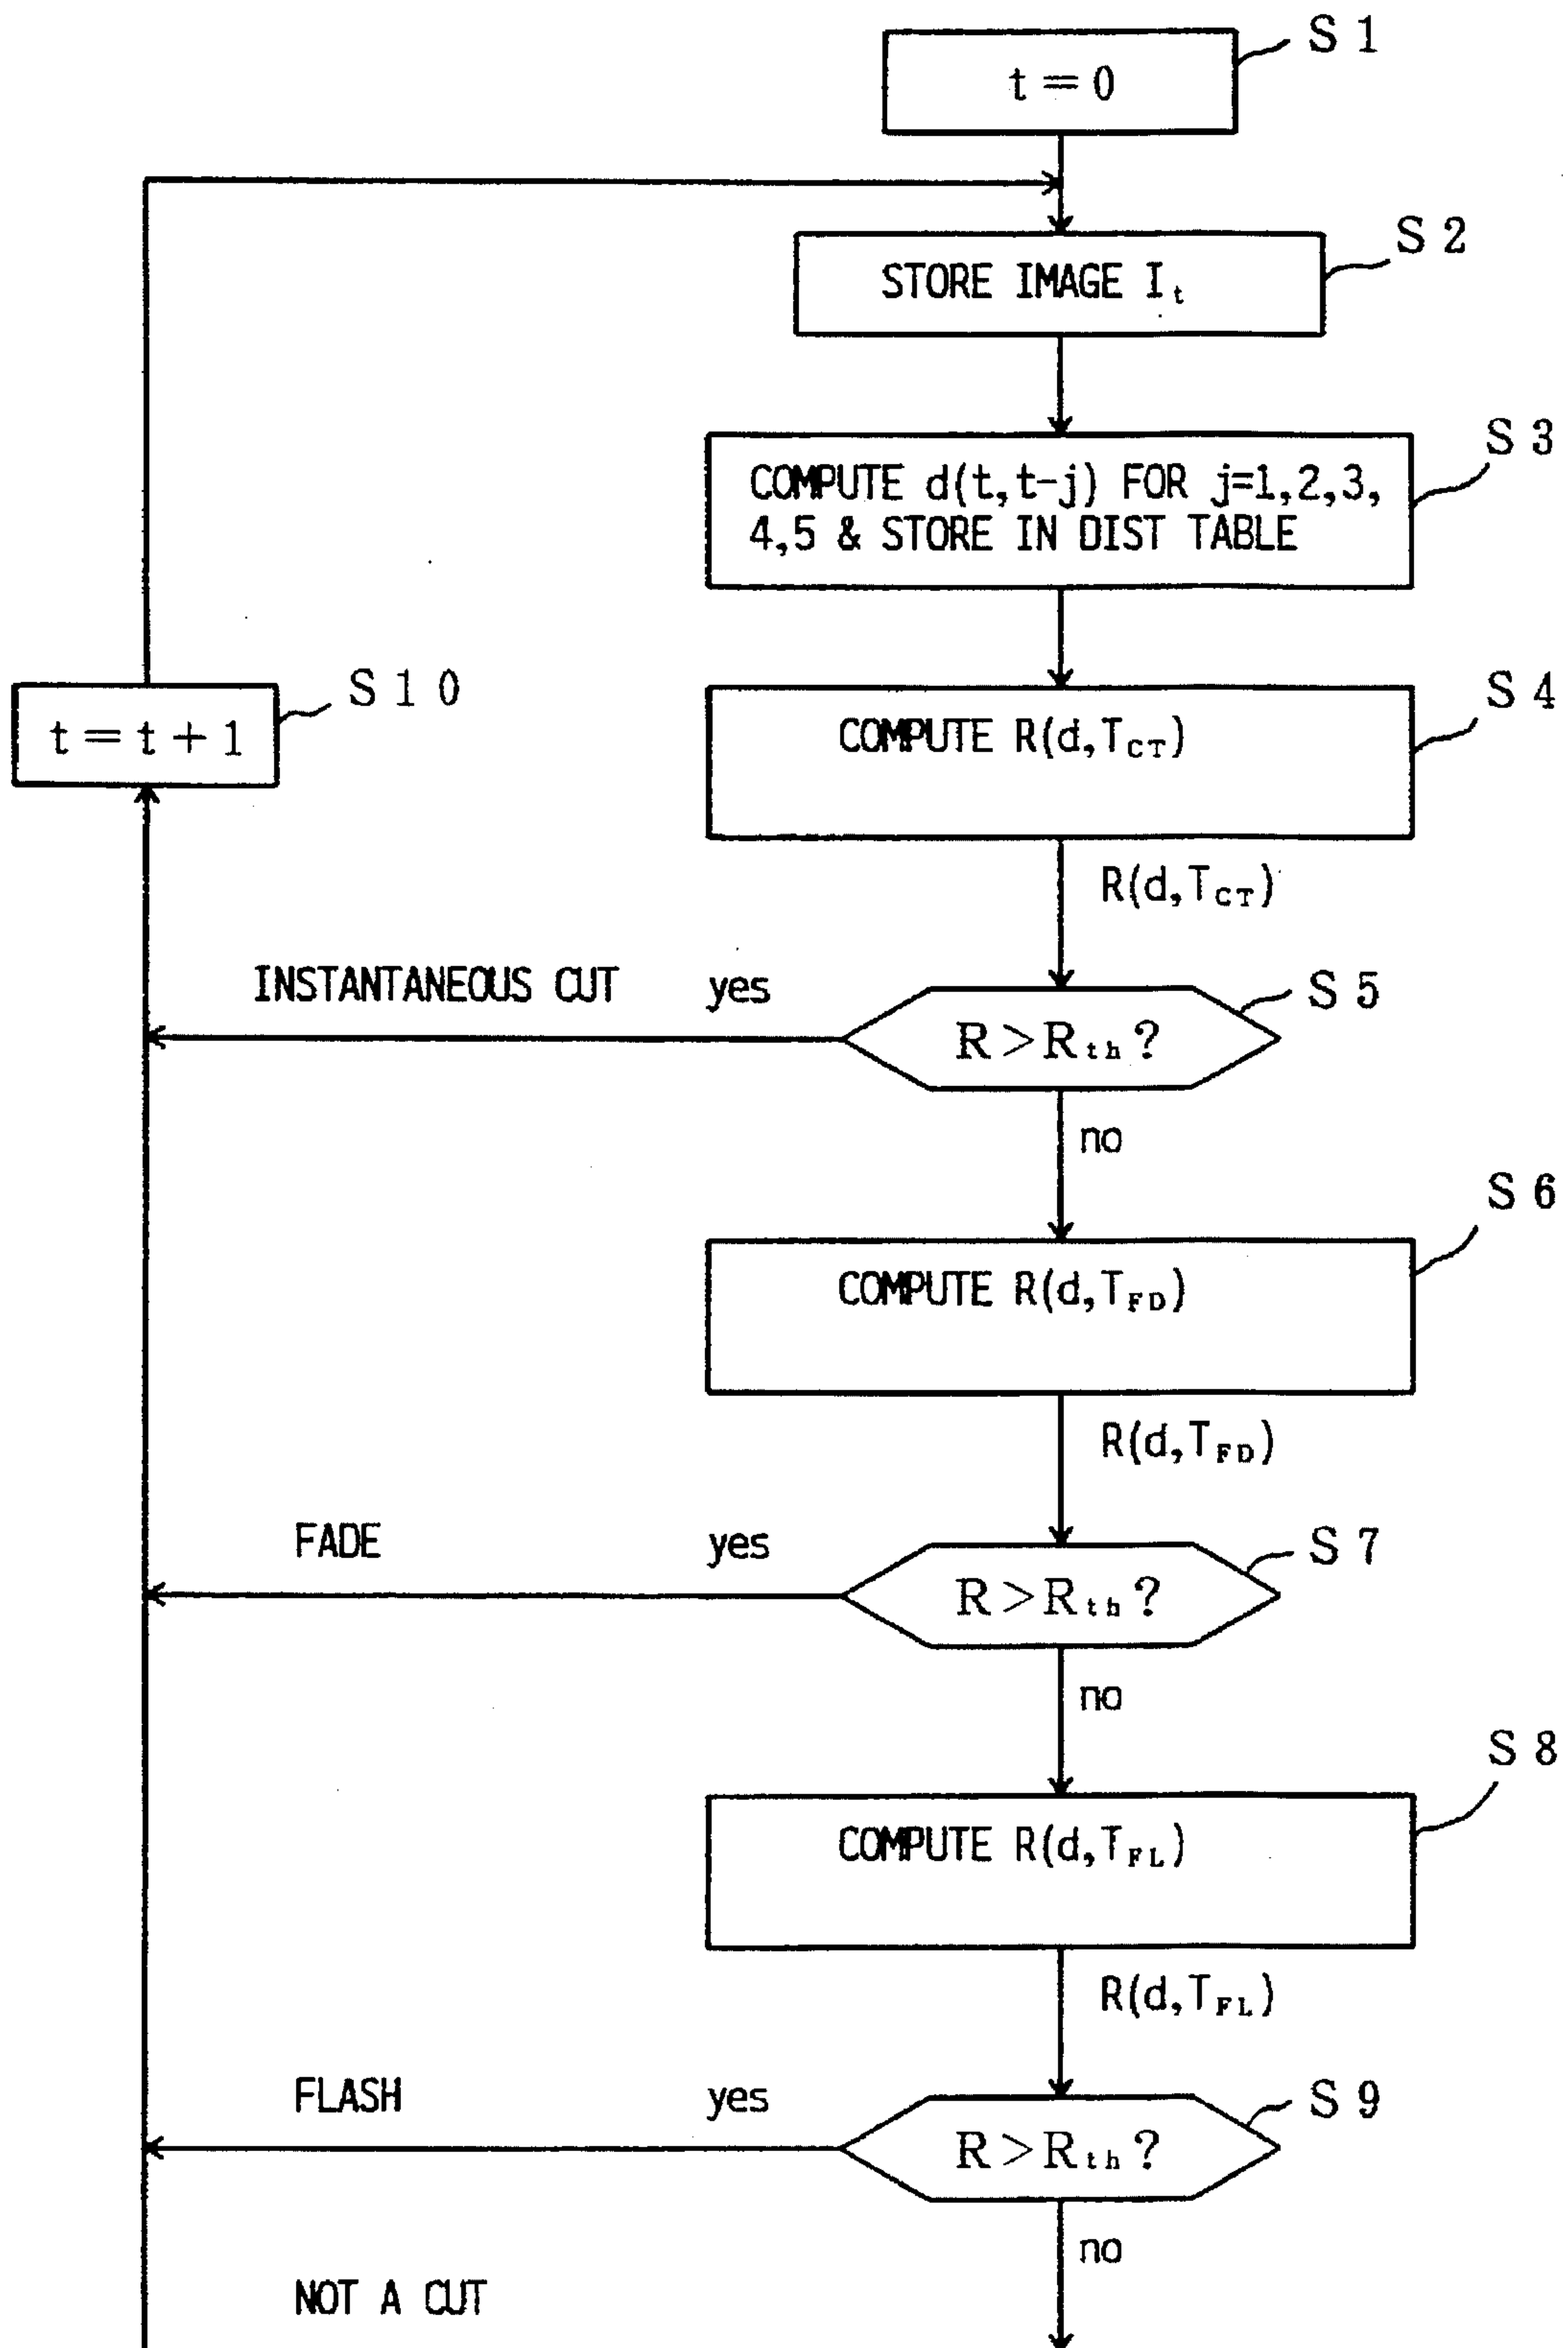 S1
t=0
S2
STORE IMAGE I_t
S3
COMPUTE d(t,t-j) FOR j=1,2,3,
4,5 & STORE IN DIST TABLE
S10
t=t+1
S4
COMPUTE R(d,T_CT)
R(d,T_CT)
INSTANTANEOUS CUT
yes
S5
R>R_th?
no
S6
COMPUTE R(d,T_FD)
R(d,T_FD)
FADE
yes
S7
R>R_th?
no
S8
COMPUTE R(d,T_FL)
R(d,T_FL)
FLASH
yes
S9
R>R_th?
no
NOT A CUT